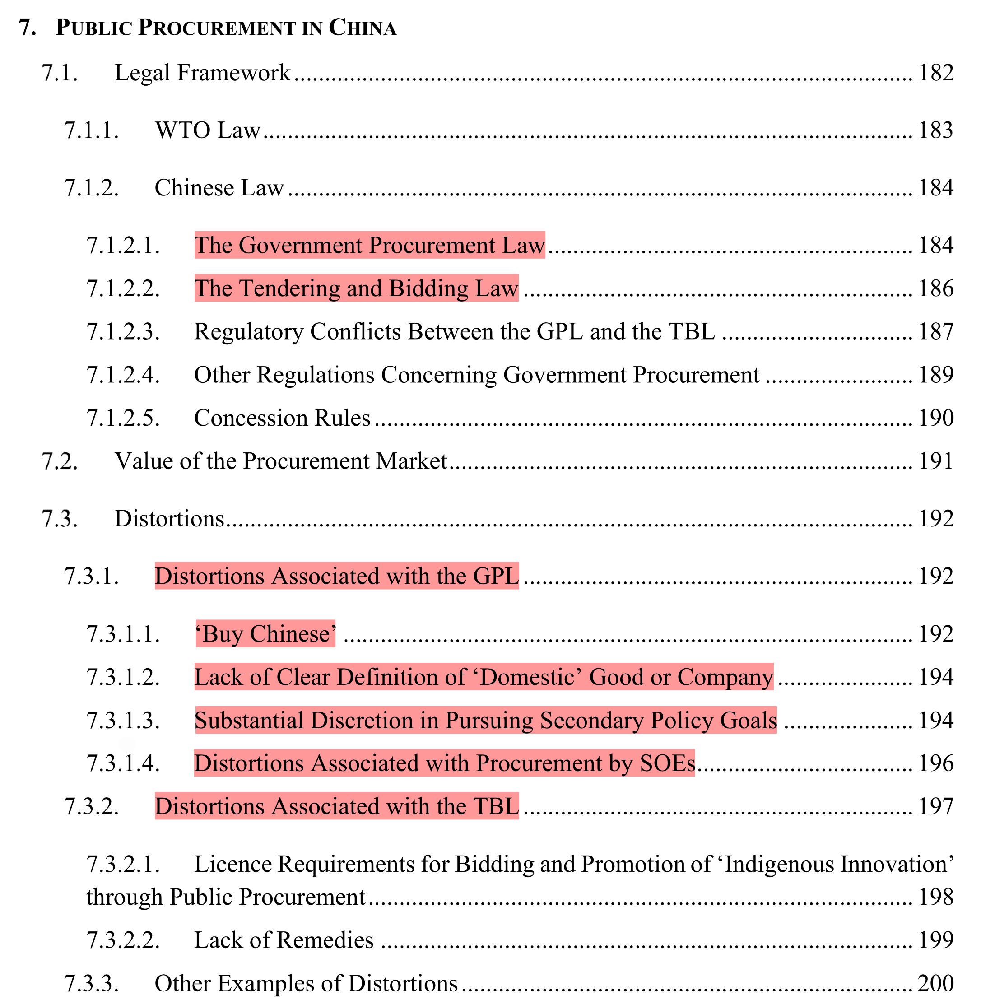 7. PUBLIC PROCUREMENT IN CHINA
7.1. Legal Framework 182
7.1.1. WTO Law 183
7.1.2. Chinese Law 184
7.1.2.1. The Government Procurement Law 184
7.1.2.2. The Tendering and Bidding Law 186
7.1.2.3. Regulatory Conflicts Between the GPL and the TBL 187
7.1.2.4. Other Regulations Concerning Government Procurement 189
7.1.2.5. Concession Rules 190
7.2. Value of the Procurement Market 191
7.3. Distortions 192
7.3.1. Distortions Associated with the GPL 192
7.3.1.1. ‘Buy Chinese’ 192
7.3.1.2. Lack of Clear Definition of ‘Domestic’ Good or Company 194
7.3.1.3. Substantial Discretion in Pursuing Secondary Policy Goals 194
7.3.1.4. Distortions Associated with Procurement by SOEs 196
7.3.2. Distortions Associated with the TBL 197
7.3.2.1. Licence Requirements for Bidding and Promotion of ‘Indigenous Innovation’
through Public Procurement 198
7.3.2.2. Lack of Remedies 199
7.3.3. Other Examples of Distortions 200